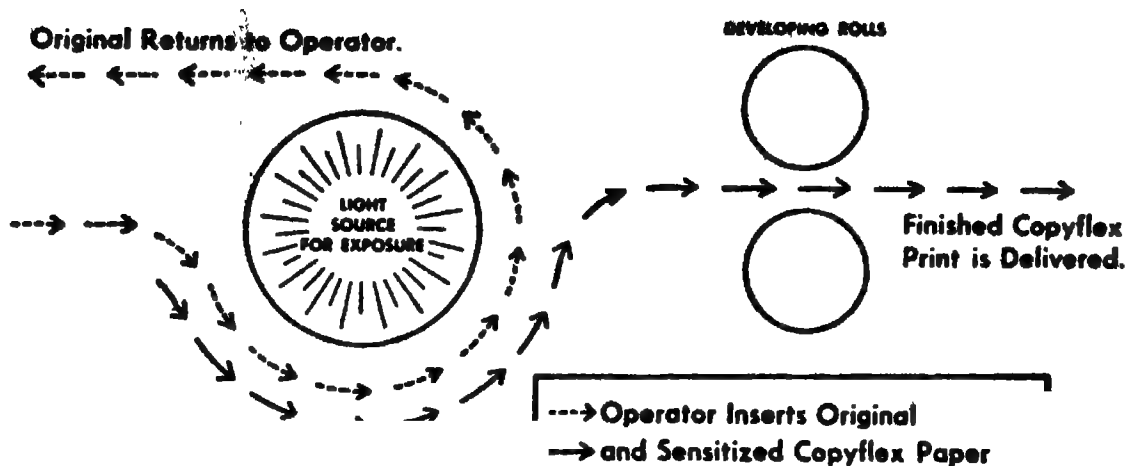 Original Returns to Operator.
DEVELOPING ROLLS
LIGHT
SOURCE
FOR EXPOSURE
Finished Copyflex
Print is Delivered.
Operator Inserts Original
and Sensitized Copyflex Paper